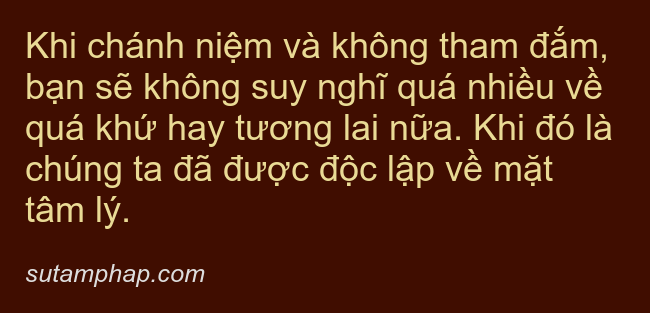 Khi chánh niệm và không tham đắm,
bạn sẽ không suy nghĩ quá nhiều về
quá khứ hay tương lai nữa. Khi đó là
chúng ta đã được độc lập về mặt
tâm lý.
sutamphap.com